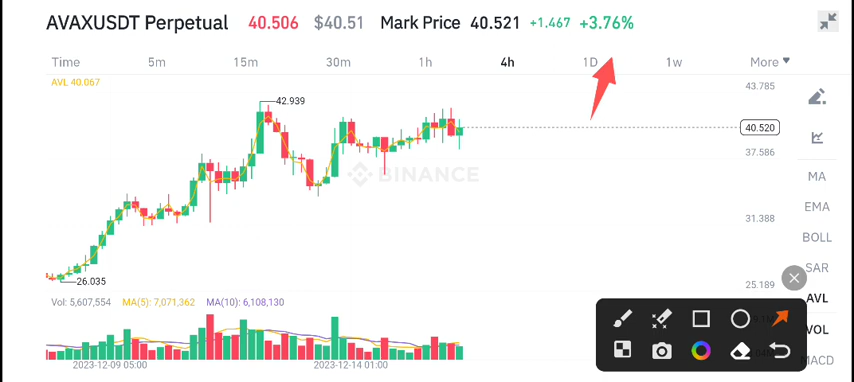 AVAXUSDT Perpetual 40.506 $40.51 Mark Price 40.521 +1.467 +3.76%
Time 5m 15m 30m 1h 4h 1D 1w More
AVL 40.067
43.785
42.939
40.520
37.586
BINANCE
MA
EMA
31.388
BOLL
SAR
26.035
25.189
AVL
Vol: 5,607,554 MA(5): 7,071,362 MA(10): 6,108,130
VOL
MACD
2023-12-09 05:00 2023-12-14 01:00